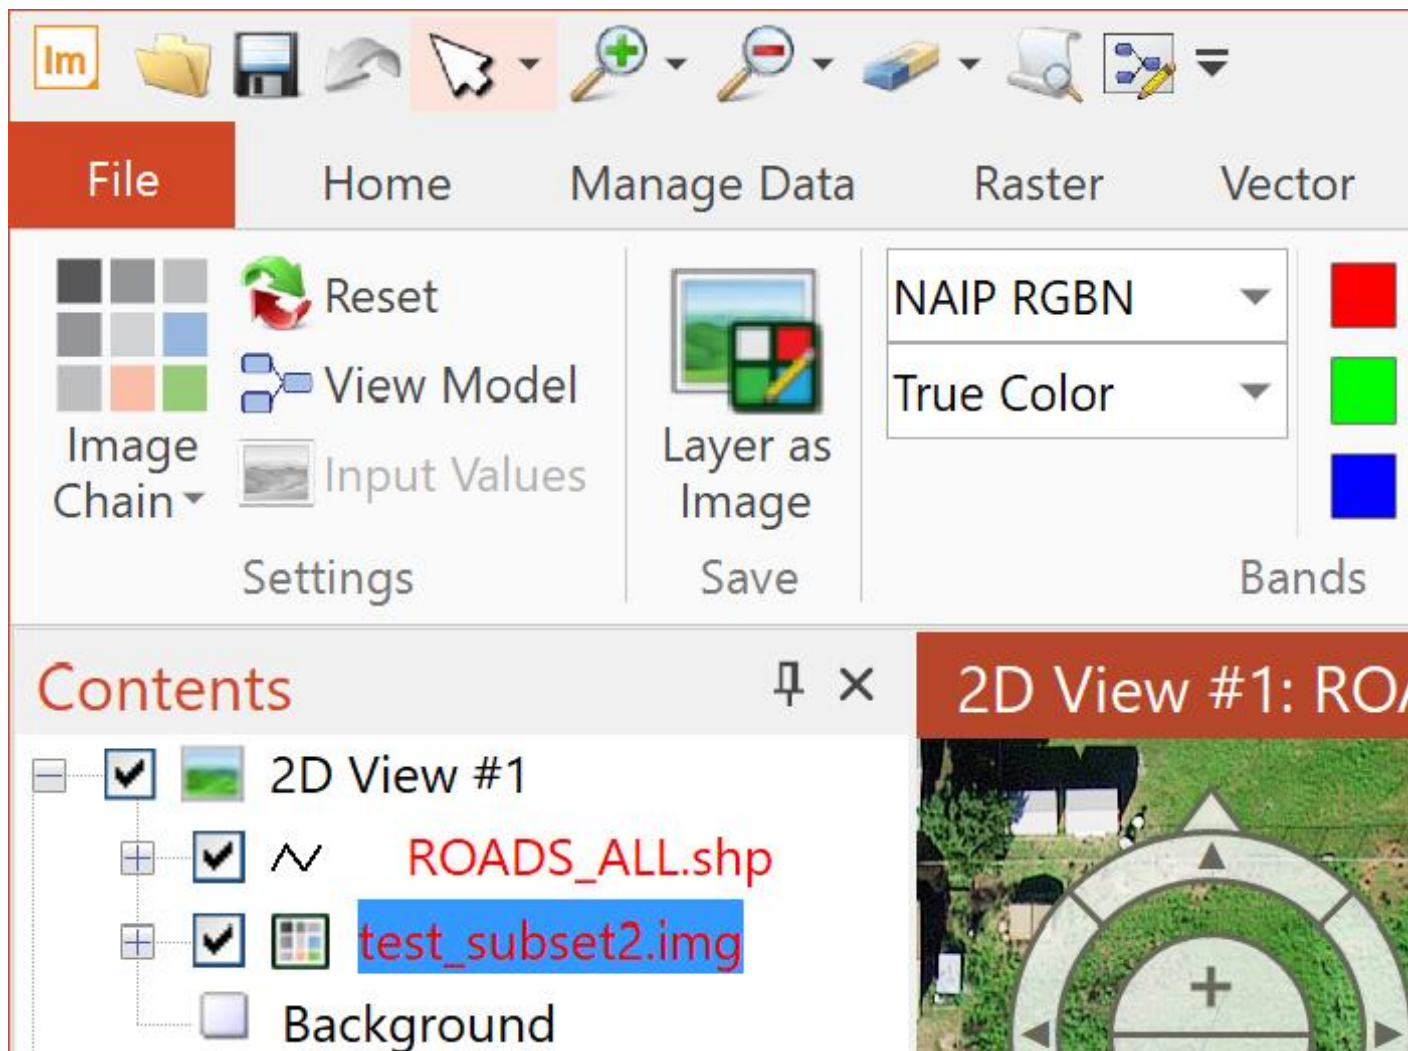 Im
File Home Manage Data Raster Vector
Reset
View Model
Input Values
Image
Chain
Settings
Layer as
Image
Save
NAIP RGBN
True Color
Bands
Contents
2D View #1: ROA
2D View #1
ROADS_ALL.shp
test_subset2.img
Background